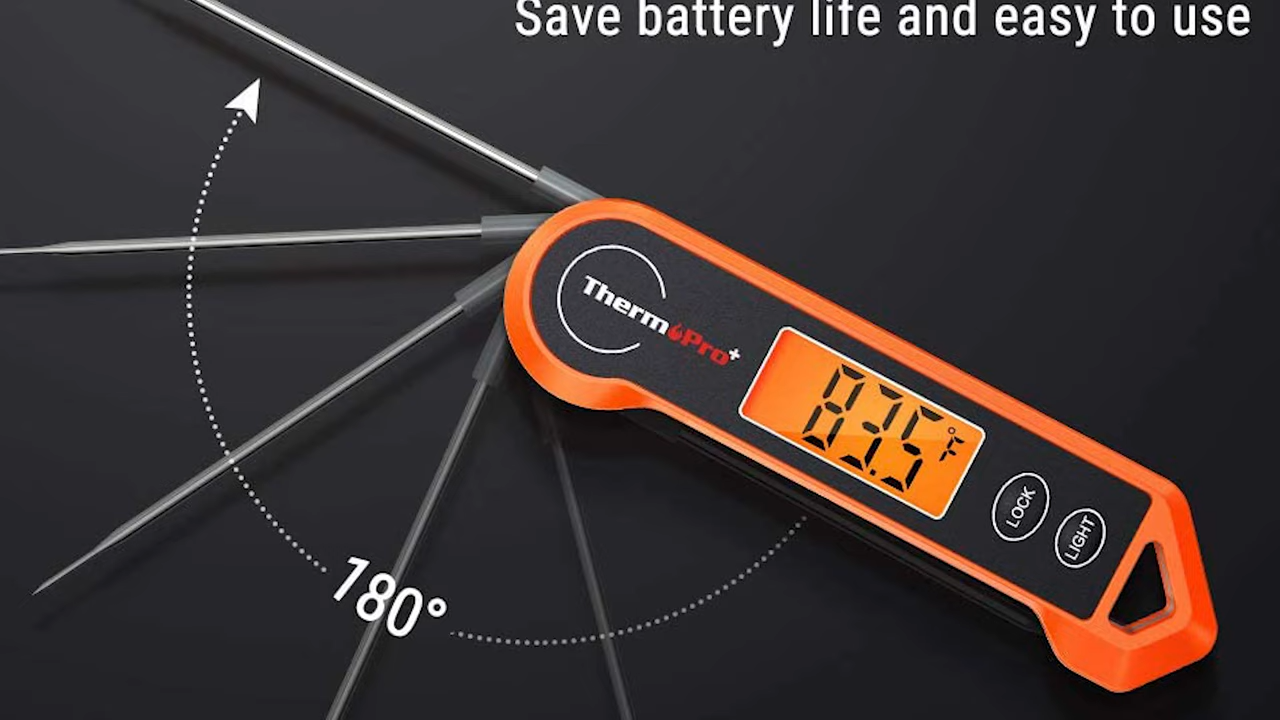 Save battery life and easy to use
ThermoPro+
83.5°F
LOCK
LIGHT
180°